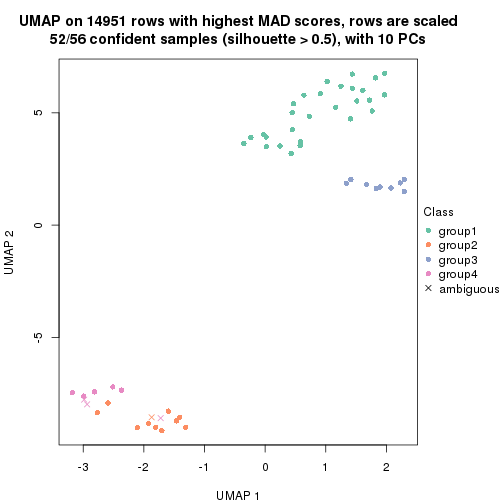 UMAP on 14951 rows with highest MAD scores, rows are scaled
52/56 confident samples (silhouette > 0.5), with 10 PCs
5
0
-5
UMAP 2
-3
-2
-1
0
1
2
UMAP 1
Class
group1
group2
group3
group4
ambiguous